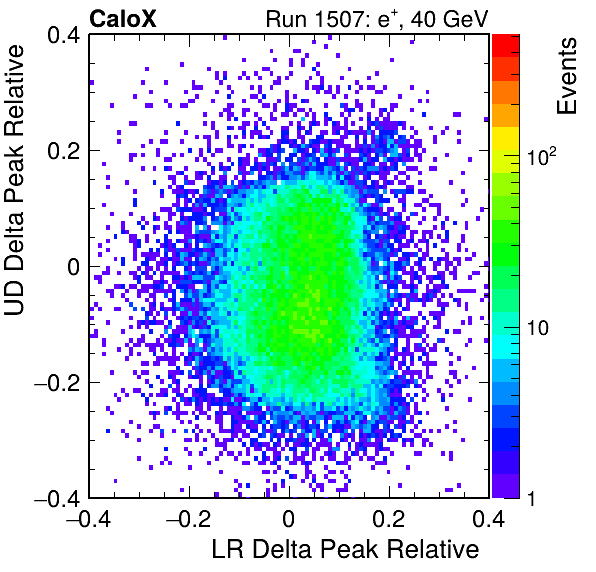 CaloX Run 1507: e⁺, 40 GeV
0.4
0.2
0
−0.2
−0.4
−0.4 −0.2 0 0.2 0.4
UD Delta Peak Relative
LR Delta Peak Relative
Events
10²
10
1